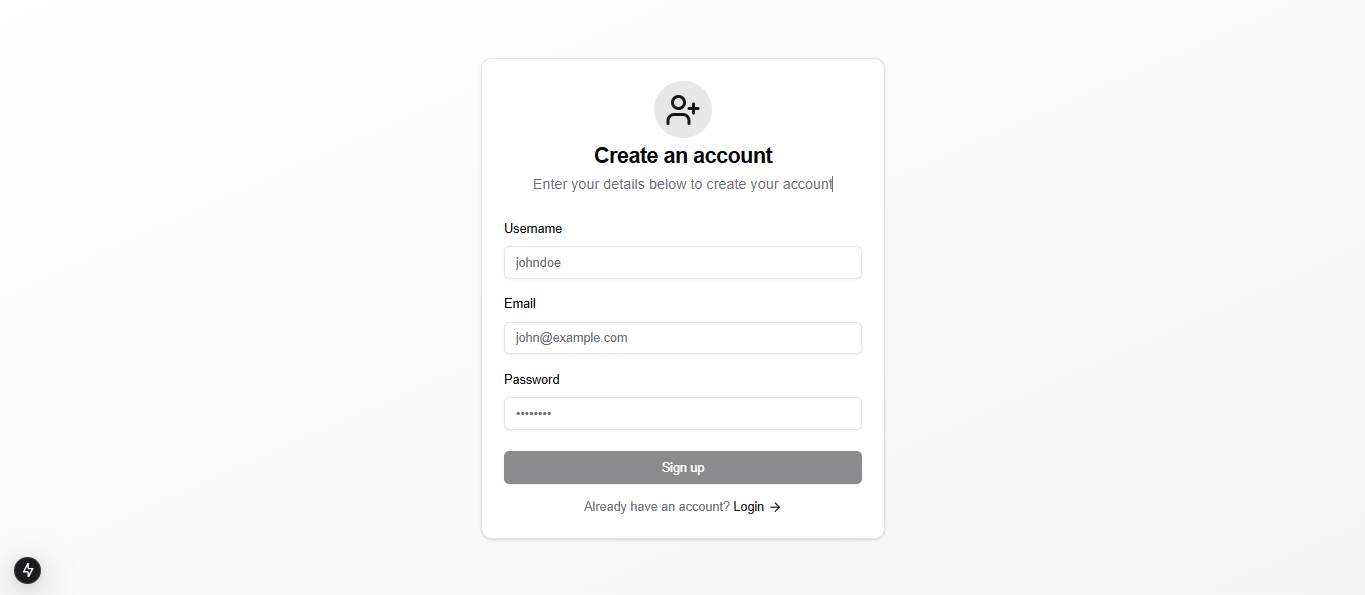 Create an account
Enter your details below to create your account
Username
johndoe
Email
john@example.com
Password
••••••••
Sign up
Already have an account? Login →